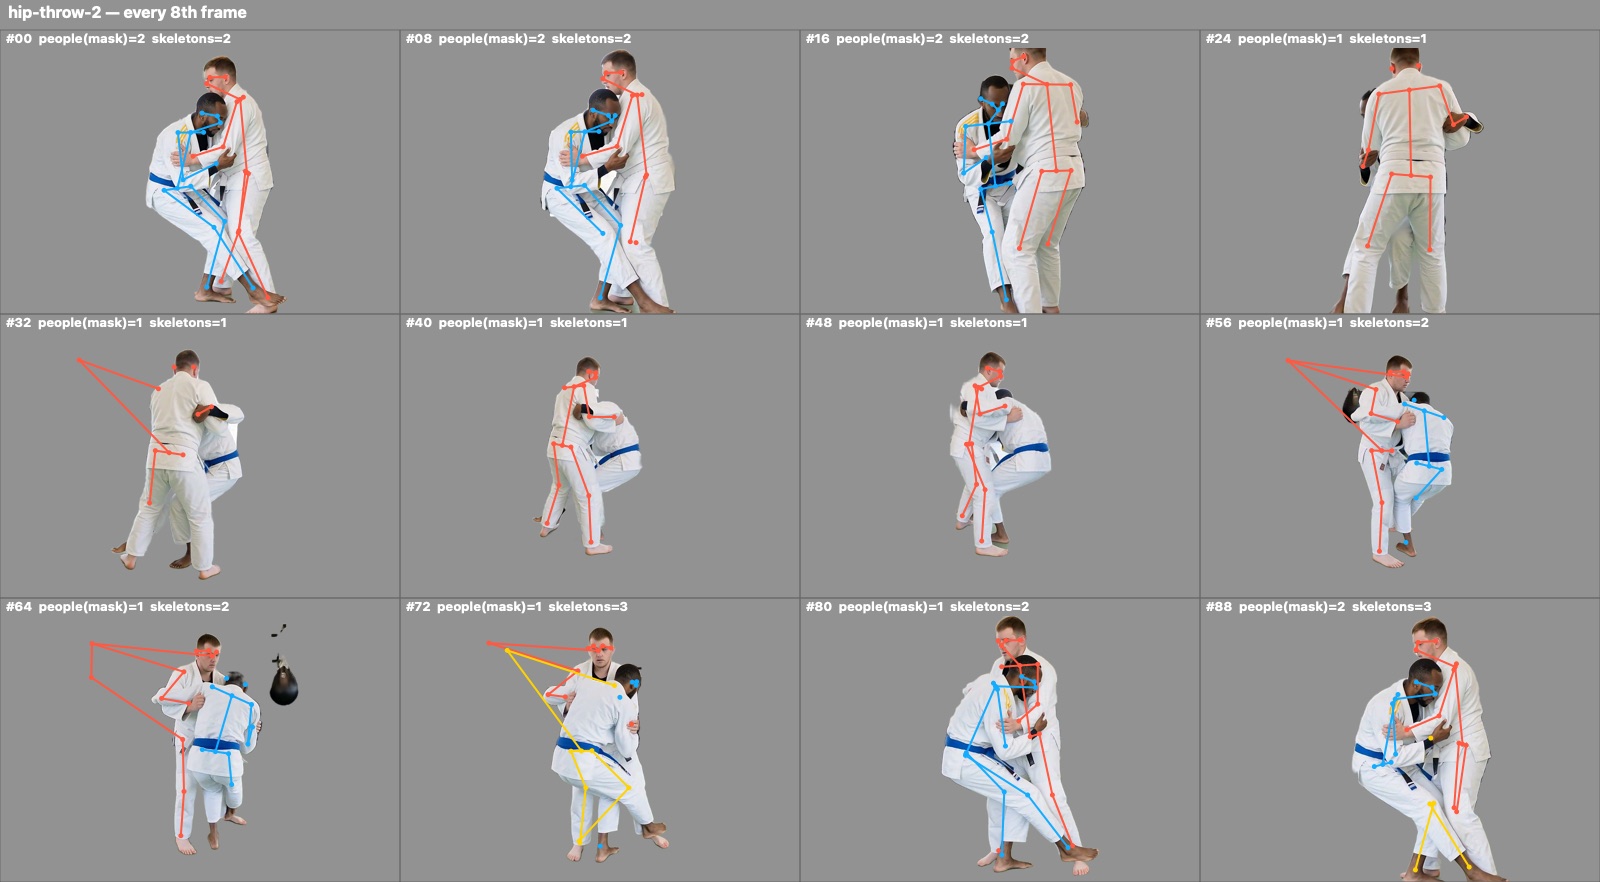 hip-throw-2 — every 8th frame
#00 people(mask)=2 skeletons=2
#08 people(mask)=2 skeletons=2
#16 people(mask)=2 skeletons=2
#24 people(mask)=1 skeletons=1
#32 people(mask)=1 skeletons=1
#40 people(mask)=1 skeletons=1
#48 people(mask)=1 skeletons=1
#56 people(mask)=1 skeletons=2
#64 people(mask)=1 skeletons=2
#72 people(mask)=1 skeletons=3
#80 people(mask)=1 skeletons=2
#88 people(mask)=2 skeletons=3